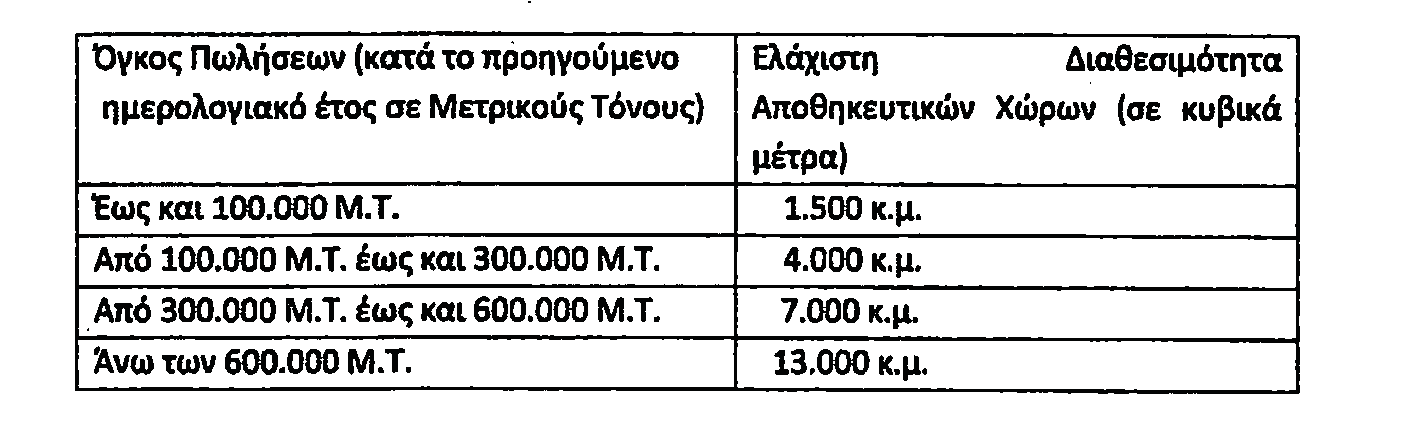 Όγκος Πωλήσεων (κατά το προηγούμενο
ημερολογιακό έτος σε Μετρικούς Τόνους)
Ελάχιστη Διαθεσιμότητα
Αποθηκευτικών Χώρων (σε κυβικά
μέτρα)
Έως και 100.000 Μ.Τ.
1.500 κ.μ.
Από 100.000 Μ.Τ. έως και 300.000 Μ.Τ.
4.000 κ.μ.
Από 300.000 Μ.Τ. έως και 600.000 Μ.Τ.
7.000 κ.μ.
Άνω των 600.000 Μ.Τ.
13.000 κ.μ.